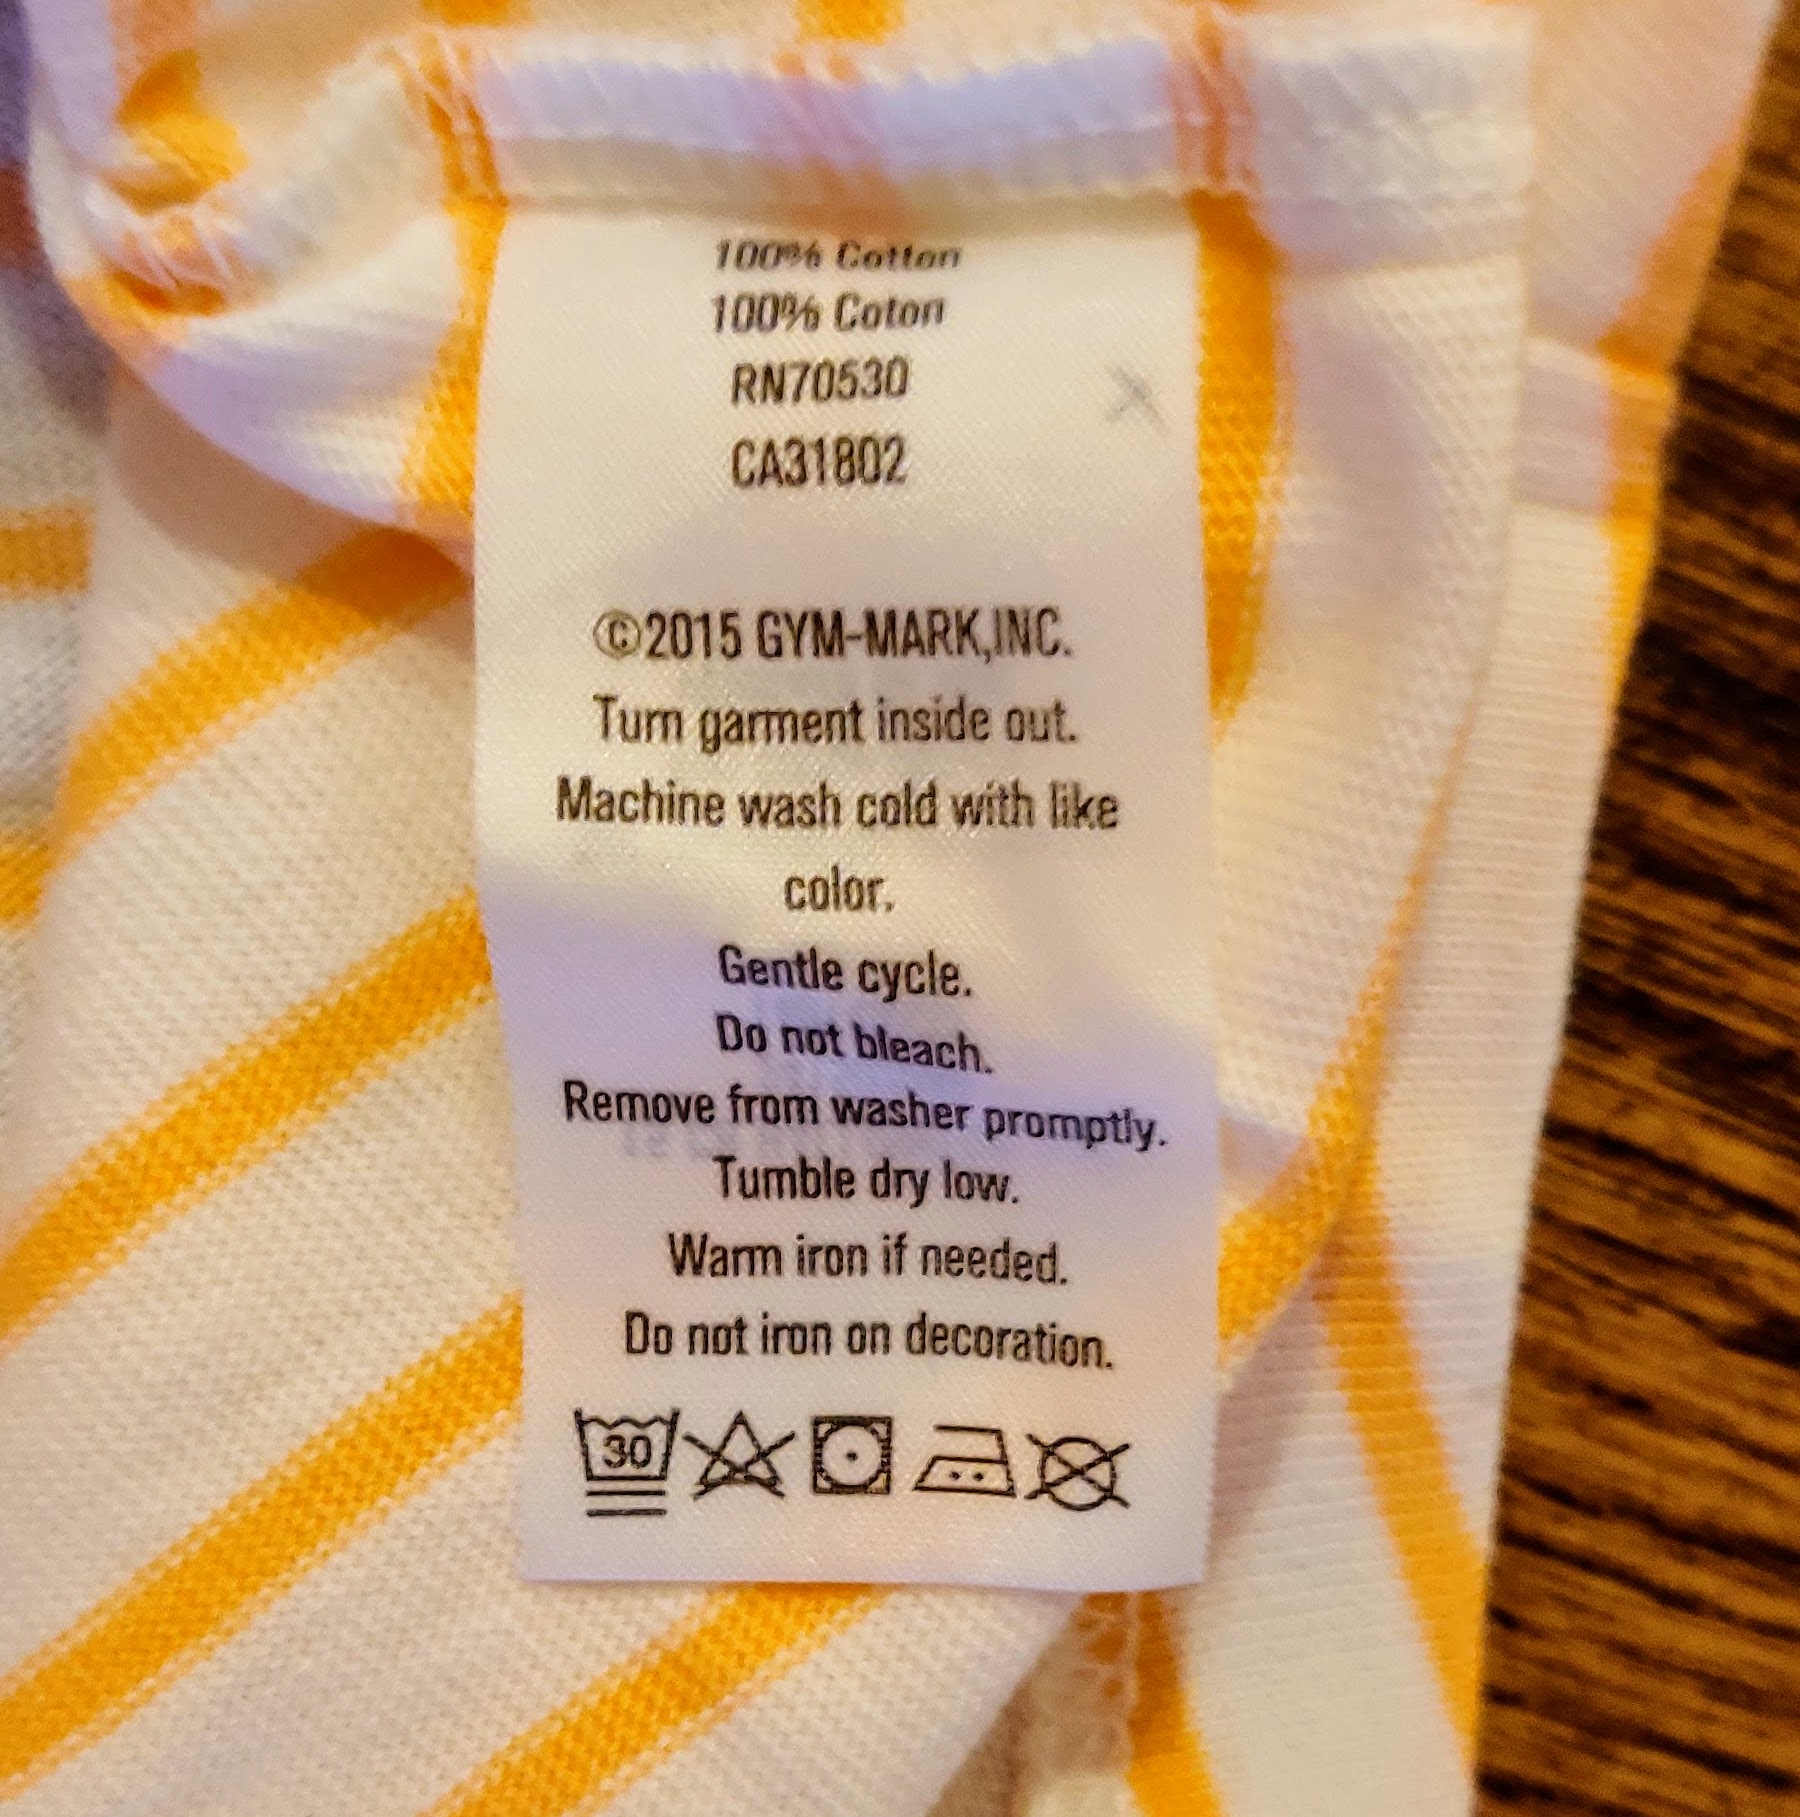 100% Cotton
100% Coton
RN70530
CA31802
©2015 GYM-MARK,INC.
Turn garment inside out.
Machine wash cold with like
color.
Gentle cycle.
Do not bleach.
Remove from washer promptly.
Tumble dry low.
Warm iron if needed.
Do not iron on decoration.
30